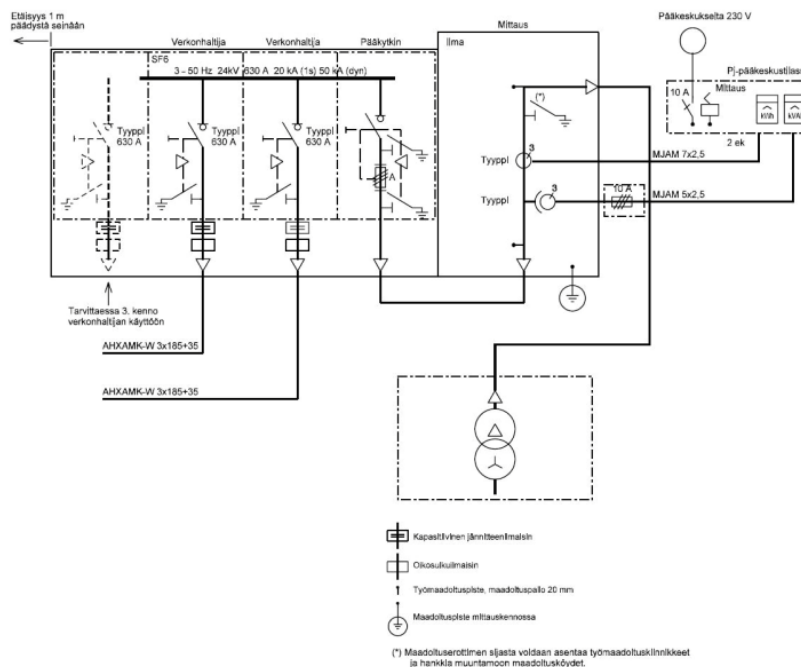 Etäisyys 1 m
päädystä seinään
Verkonhaltija
Verkonhaltija
Pääkytkin
Mittaus
Pääkeskukselta 230 V
SF6
Ilma
3 ~ 50 Hz 24kV 630 A 20 kA (1s) 50 kA (dyn)
Pj-pääkeskustilassa
10 A
Mittaus
kWh
2 ek
(*)
Tyyppi
630 A
Tyyppi
630 A
Tyyppi
630 A
A
Tyyppi
3
MJAM 7x2,5
Tyyppi
3
10 A
MJAM 5x2,5
Tarvittaessa 3. kenno
verkonhaltijan käyttöön
AHXAMK-W 3x185+35
AHXAMK-W 3x185+35
Kapasitiivinen jännitteenilmaisin
Oikosulkuilmaisin
Työmaadoituspiste, maadoituspallo 20 mm
Maadoituspiste mittauskennossa
(*) Maadoituserottimen sijasta voidaan asentaa työmaadoituskiinnikkeet
ja hankkia muuntamoon maadoitusköydet.